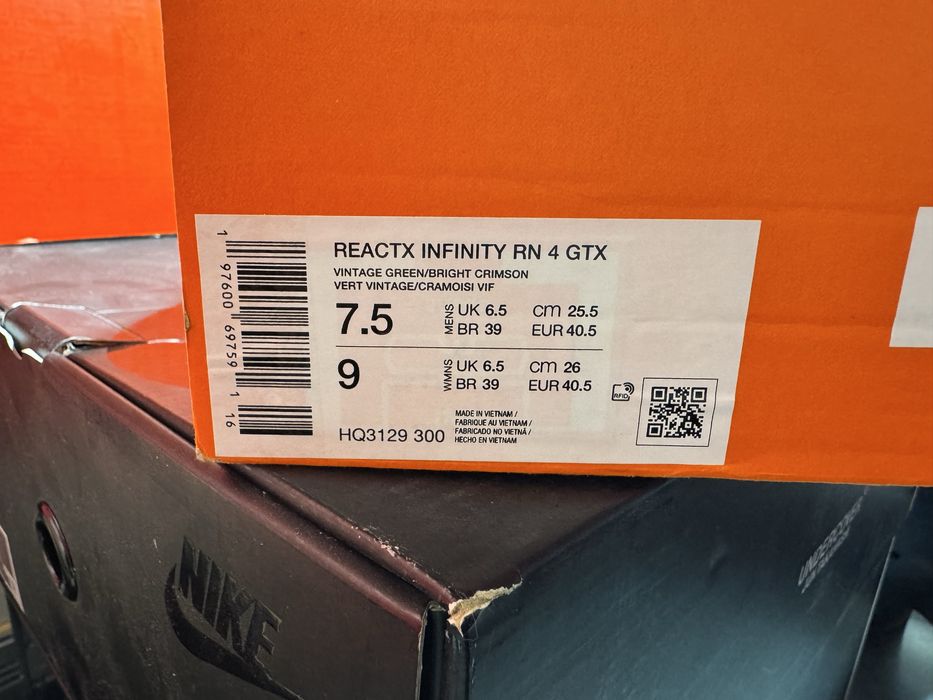 REACTX INFINITY RN 4 GTX
VINTAGE GREEN/BRIGHT CRIMSON
VERT VINTAGE/CRAMOISI VIF
7.5 MENS UK 6.5 CM 25.5
BR 39 EUR 40.5
9 WMNS UK 6.5 CM 26
BR 39 EUR 40.5
RFID
HQ3129 300
MADE IN VIETNAM /
FABRIQUE AU VIETNAM /
FABRICADO NO VIETNÃ /
HECHO EN VIETNAM
1 97600 69759 1 16
NIKE
UNDERCOVER